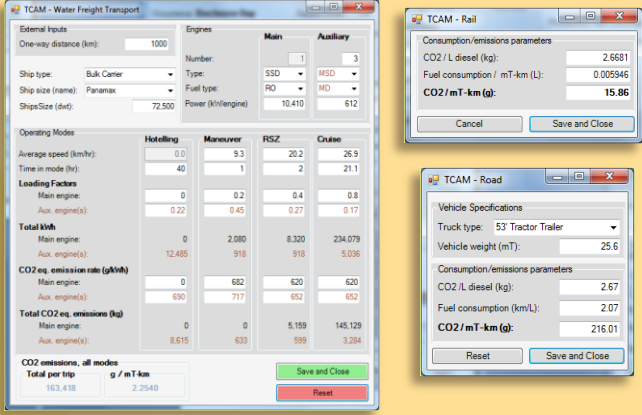 TCAM - Water Freight Transport
External Inputs
One-way distance (km): 1000
Engines
Main Auxiliary
Number: 1 3
Ship type: Bulk Carrier
Type: SSD MSD
Ship size (name): Panamax
Fuel type: RO MD
ShipsSize (dwt): 72,500
Power (kW/engine) 10,410 612
Operating Modes
Hotelling Maneuver RSZ Cruise
Average speed (km/hr): 0.0 9.3 20.2 26.9
Time in mode (hr): 40 1 2 21.1
Loading Factors
Main engine: 0 0.2 0.4 0.8
Aux. engine(s): 0.22 0.45 0.27 0.17
Total kWh
Main engine: 0 2,080 8,320 234,079
Aux. engine(s): 12,485 918 918 5,036
CO2 eq. emission rate (g/kWh)
Main engine: 0 682 620 620
Aux. engine(s): 690 717 652 652
Total CO2 eq. emissions (kg)
Main engine: 0 0 5,159 145,129
Aux. engine(s): 8,615 633 599 3,284
CO2 emissions, all modes
Total per trip g / mT-km
163,418 2.2540
Save and Close
Reset
TCAM - Rail
Consumption/emissions parameters
CO2 / L diesel (kg): 2.6681
Fuel consumption / mT-km (L): 0.005946
CO2/ mT-km (g): 15.86
Cancel Save and Close
TCAM - Road
Vehicle Specifications
Truck type: 53' Tractor Trailer
Vehicle weight (mT): 25.6
Consumption/emissions parameters
CO2 /L diesel (kg): 2.67
Fuel consumption (km/L): 2.07
CO2 / mT-km (g): 216.01
Reset Save and Close